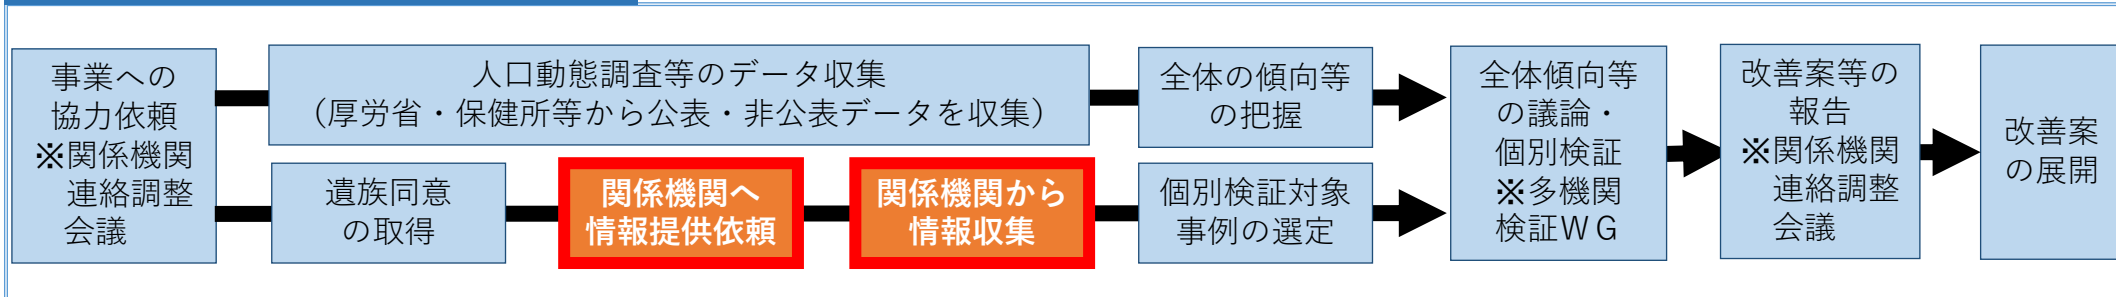 事業への
協力依頼
※関係機関
連絡調整
会議
人口動態調査等のデータ収集
（厚労省・保健所等から公表・非公表データを収集）
遺族同意
の取得
関係機関へ
情報提供依頼
関係機関から
情報収集
全体の傾向等
の把握
個別検証対象
事例の選定
全体傾向等
の議論・
個別検証
※多機関
検証ＷＧ
改善案等の
報告
※関係機関
連絡調整
会議
改善案
の展開